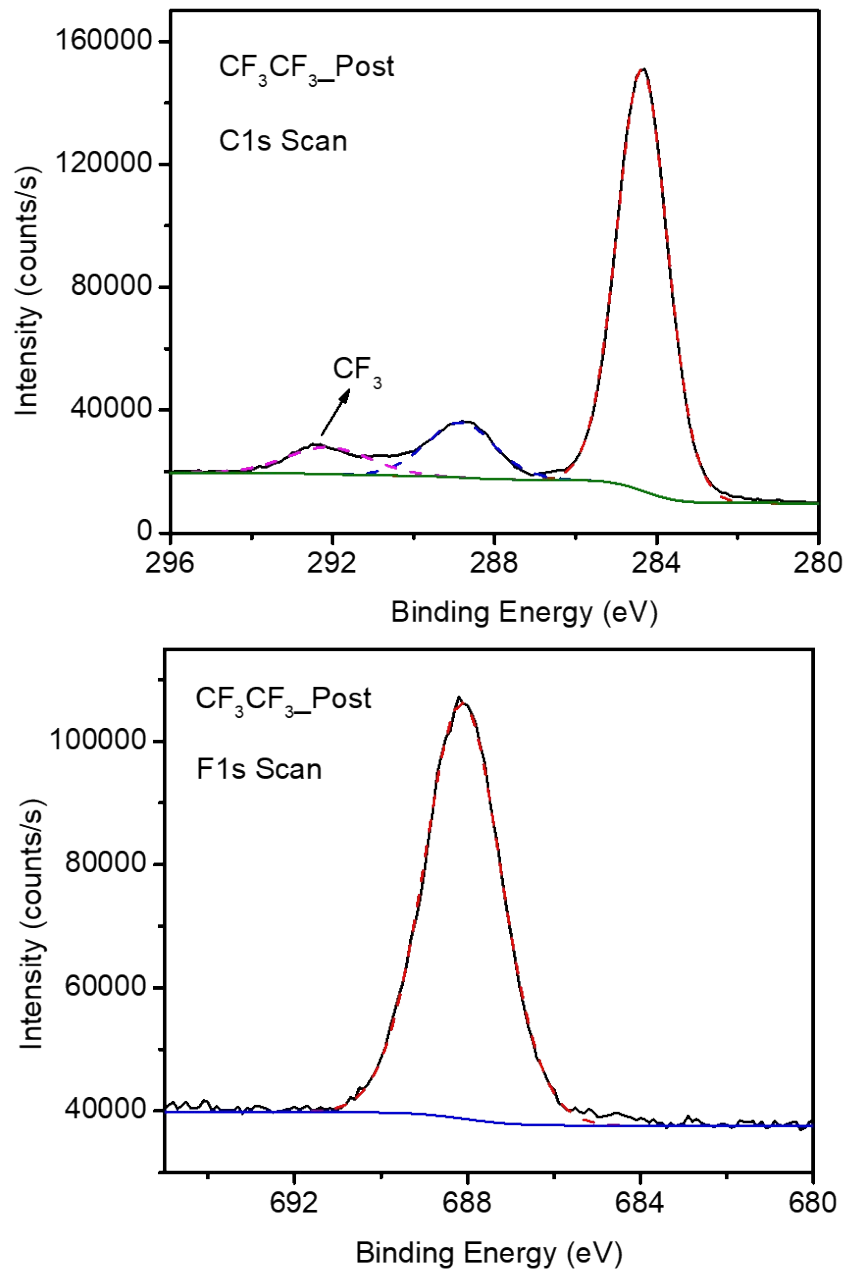 CF₃CF₃_Post
C1s Scan
CF₃
Intensity (counts/s)
160000
120000
80000
40000
0
296
292
288
284
280
Binding Energy (eV)
CF₃CF₃_Post
F1s Scan
Intensity (counts/s)
100000
80000
60000
40000
692
688
684
680
Binding Energy (eV)